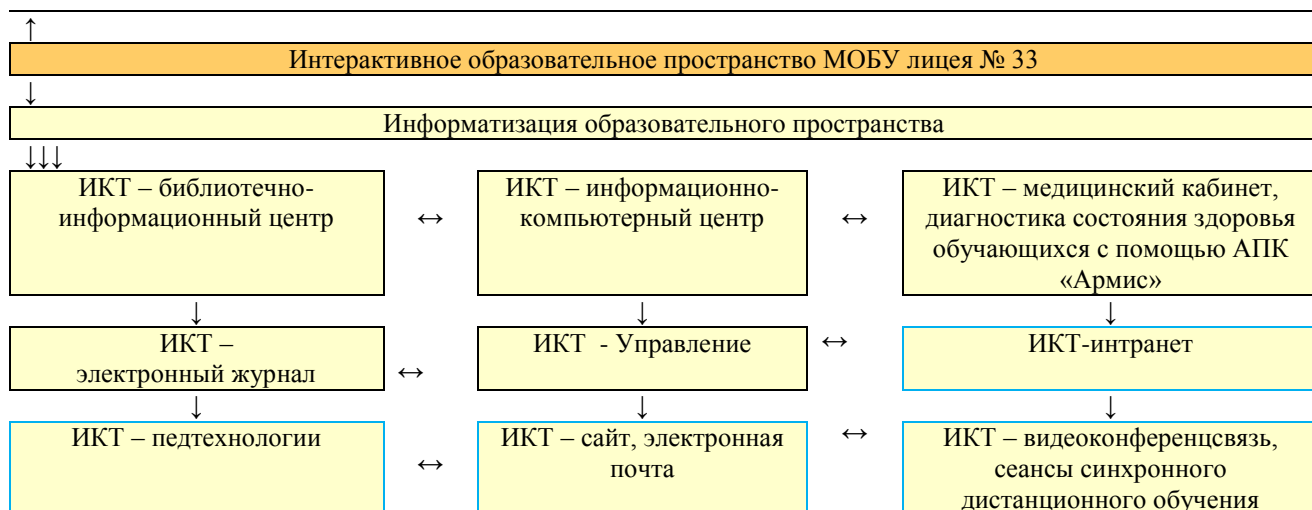 ↑
Интерактивное образовательное пространство МОБУ лицея № 33
↓
Информатизация образовательного пространства
↓↓↓
ИКТ – библиотечно-
информационный центр
↔
ИКТ – информационно-
компьютерный центр
↔
ИКТ – медицинский кабинет,
диагностика состояния здоровья
обучающихся с помощью АПК
«Армис»
↓ ↓ ↓
ИКТ –
электронный журнал
↔
ИКТ - Управление
↔
ИКТ-интранет
↓ ↓ ↓
ИКТ – педтехнологии
↔
ИКТ – сайт, электронная
почта
↔
ИКТ – видеоконференцсвязь,
сеансы синхронного
дистанционного обучения